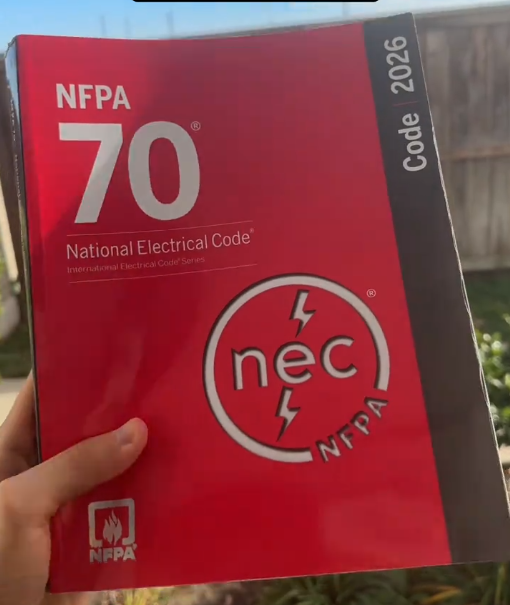 NFPA
70®
National Electrical Code®
International Electrical Code® Series
Code | 2026
nec
NFPA
®
NFPA®